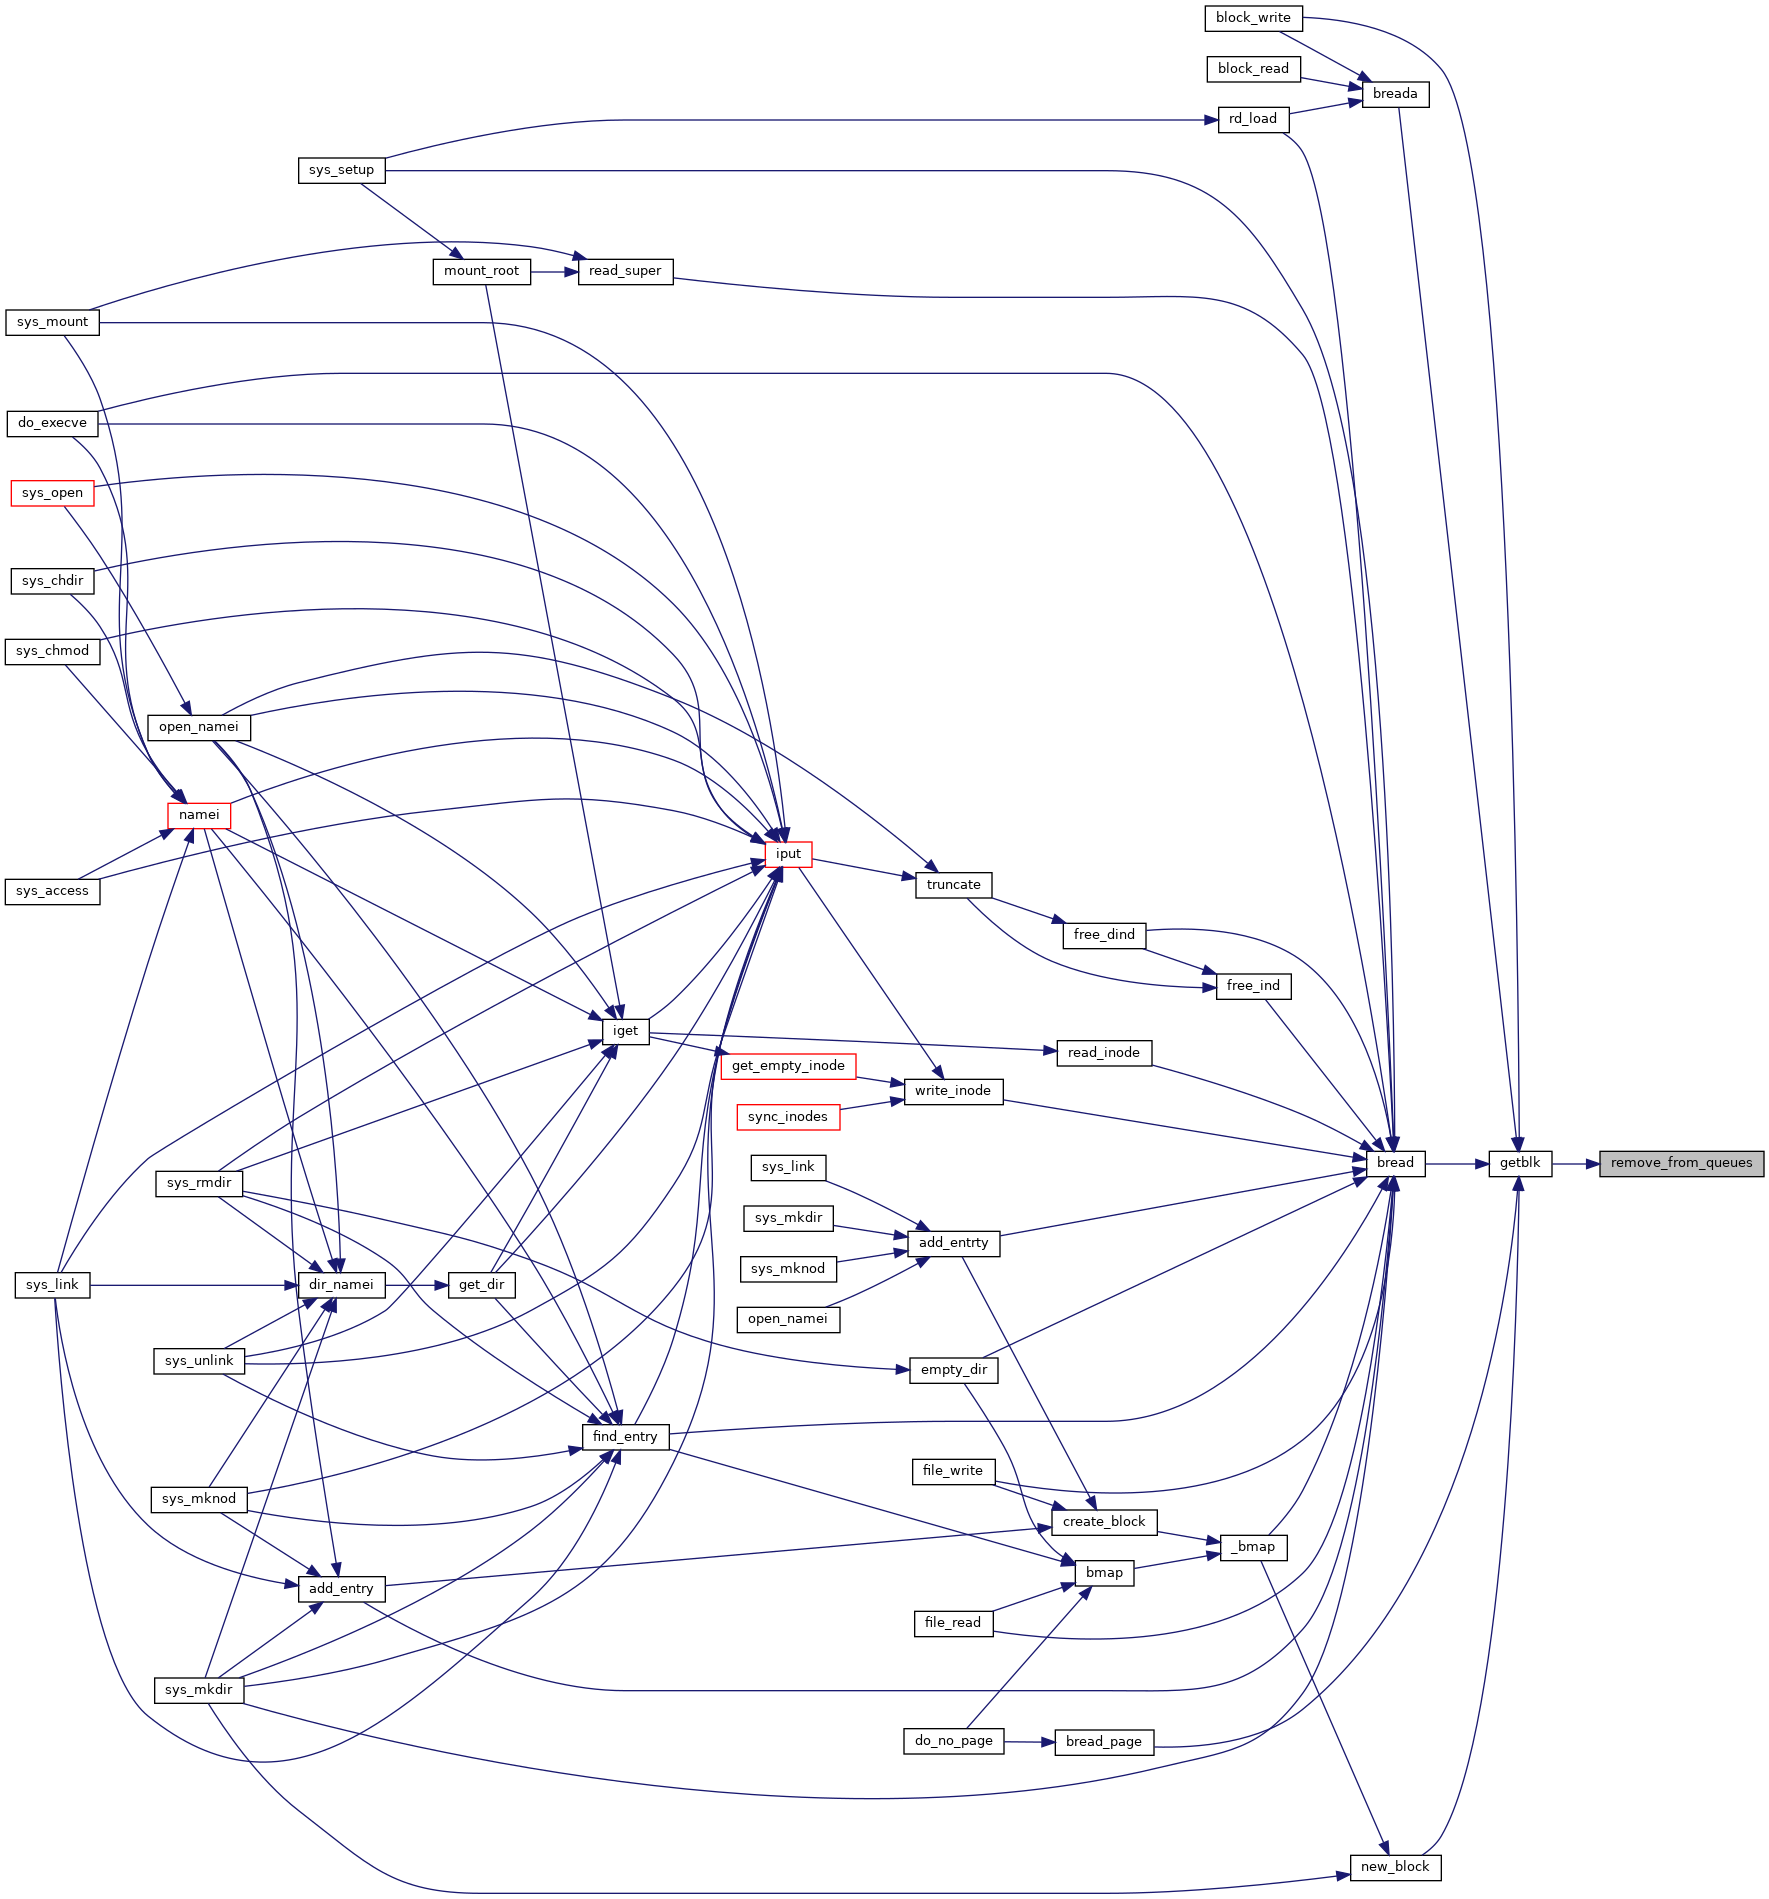 block_write
block_read
breada
rd_load
sys_setup
mount_root
read_super
sys_mount
do_execve
sys_open
sys_chdir
sys_chmod
open_namei
namei
iput
sys_access
truncate
free_dind
free_ind
iget
read_inode
get_empty_inode
write_inode
sync_inodes
sys_link
bread
getblk
remove_from_queues
sys_rmdir
sys_mkdir
add_entrty
sys_mknod
sys_link
dir_namei
get_dir
open_namei
sys_unlink
empty_dir
find_entry
file_write
sys_mknod
create_block
_bmap
bmap
add_entry
file_read
sys_mkdir
do_no_page
bread_page
new_block